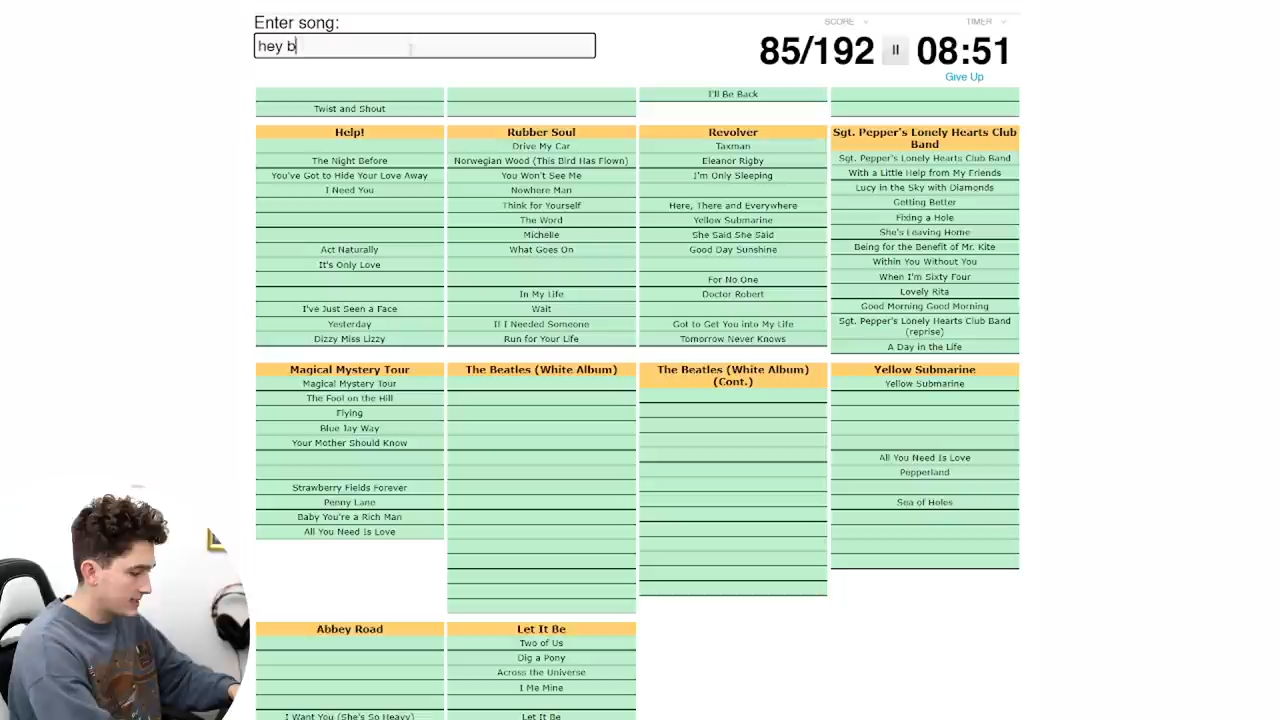 Enter song:
SCORE
TIMER
hey b
85/192
08:51
Give Up
I'll Be Back
Twist and Shout
Help!
The Night Before
You've Got to Hide Your Love Away
I Need You
Act Naturally
It's Only Love
I've Just Seen a Face
Yesterday
Dizzy Miss Lizzy
Rubber Soul
Drive My Car
Norwegian Wood (This Bird Has Flown)
You Won't See Me
Nowhere Man
Think for Yourself
The Word
Michelle
What Goes On
In My Life
Wait
If I Needed Someone
Run for Your Life
Revolver
Taxman
Eleanor Rigby
I'm Only Sleeping
Here, There and Everywhere
Yellow Submarine
She Said She Said
Good Day Sunshine
For No One
Doctor Robert
Got to Get You into My Life
Tomorrow Never Knows
Sgt. Pepper's Lonely Hearts Club
Band
Sgt. Pepper's Lonely Hearts Club Band
With a Little Help from My Friends
Lucy in the Sky with Diamonds
Getting Better
Fixing a Hole
She's Leaving Home
Being for the Benefit of Mr. Kite
Within You Without You
When I'm Sixty Four
Lovely Rita
Good Morning Good Morning
Sgt. Pepper's Lonely Hearts Club Band
(reprise)
A Day in the Life
Magical Mystery Tour
Magical Mystery Tour
The Fool on the Hill
Flying
Blue Jay Way
Your Mother Should Know
Strawberry Fields Forever
Penny Lane
Baby You're a Rich Man
All You Need Is Love
The Beatles (White Album)
The Beatles (White Album)
(Cont.)
Yellow Submarine
Yellow Submarine
All You Need Is Love
Pepperland
Sea of Holes
Abbey Road
I Want You (She's So Heavy)
Let It Be
Two of Us
Dig a Pony
Across the Universe
I Me Mine
Let It Be